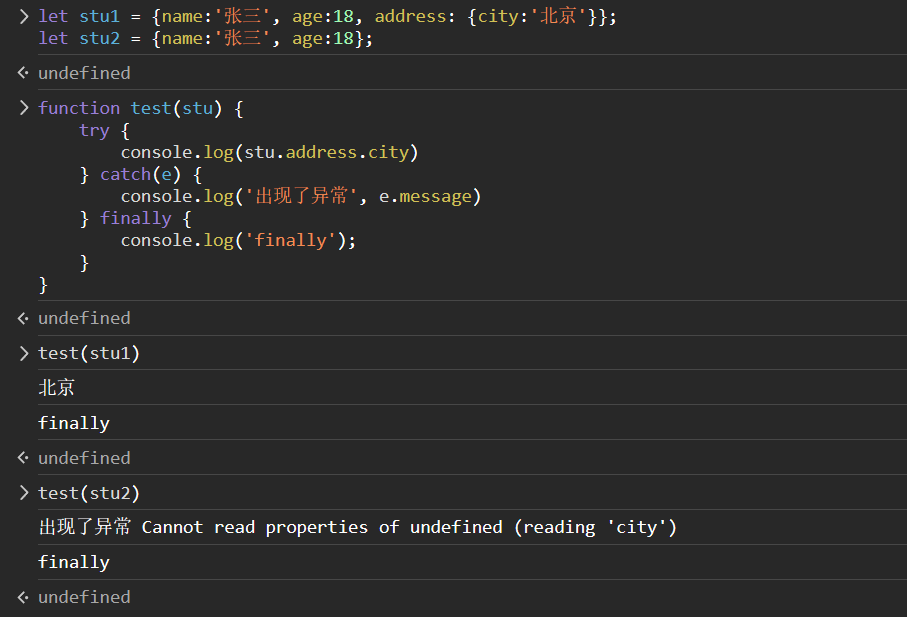 > let stu1 = {name:'张三', age:18, address: {city:'北京'}};
let stu2 = {name:'张三', age:18};
undefined
> function test(stu) {
    try {
        console.log(stu.address.city)
    } catch(e) {
        console.log('出现了异常', e.message)
    } finally {
        console.log('finally');
    }
}
undefined
> test(stu1)
北京
finally
undefined
> test(stu2)
出现了异常 Cannot read properties of undefined (reading 'city')
finally
undefined